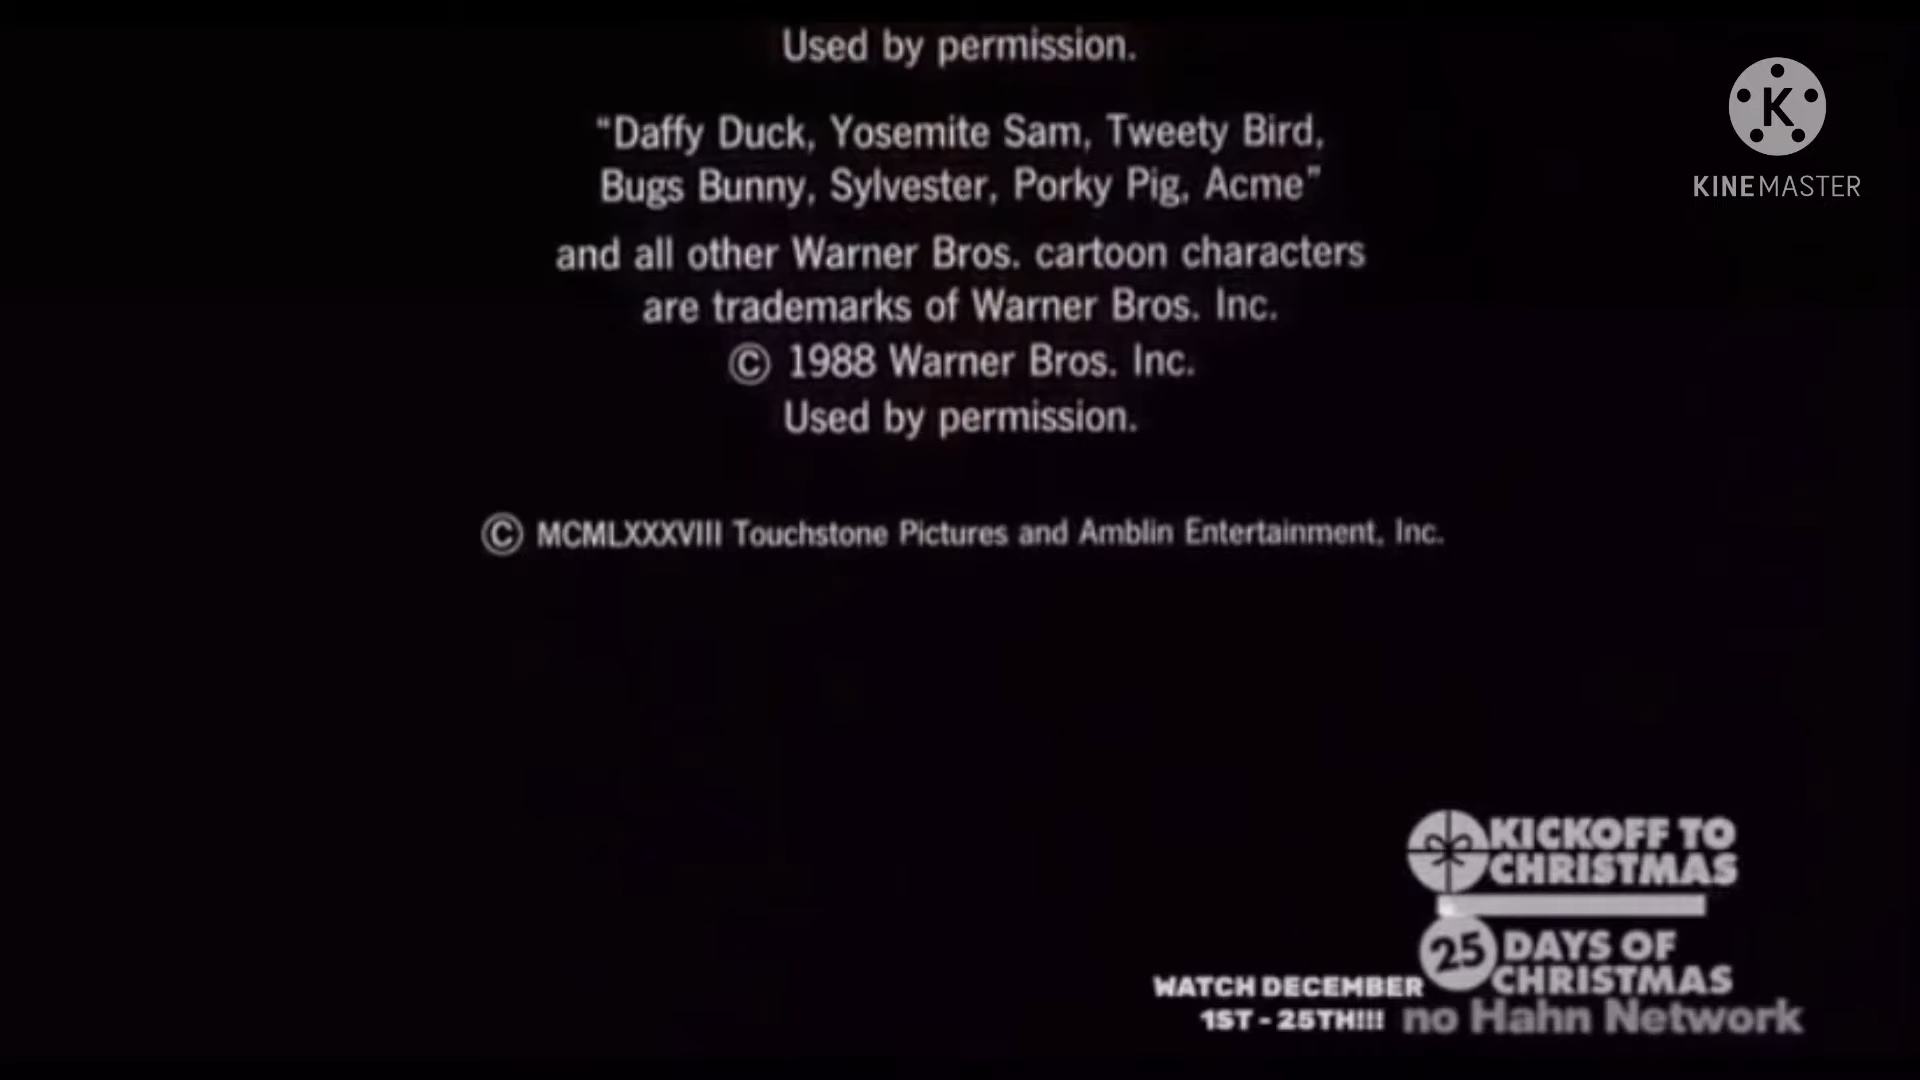 Used by permission.
“Daffy Duck, Yosemite Sam, Tweety Bird,
Bugs Bunny, Sylvester, Porky Pig, Acme”
and all other Warner Bros. cartoon characters
are trademarks of Warner Bros. Inc.
© 1988 Warner Bros. Inc.
Used by permission.
© MCMLXXXVIII Touchstone Pictures and Amblin Entertainment, Inc.
K
KINEMASTER
KICKOFF TO
CHRISTMAS
25 DAYS OF
CHRISTMAS
WATCH DECEMBER
1ST - 25TH!!!
no Hahn Network